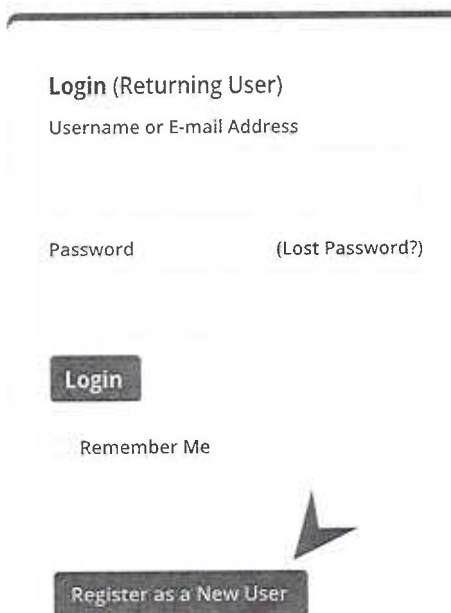 Login (Returning User)
Username or E-mail Address
Password (Lost Password?)
Login
Remember Me
Register as a New User